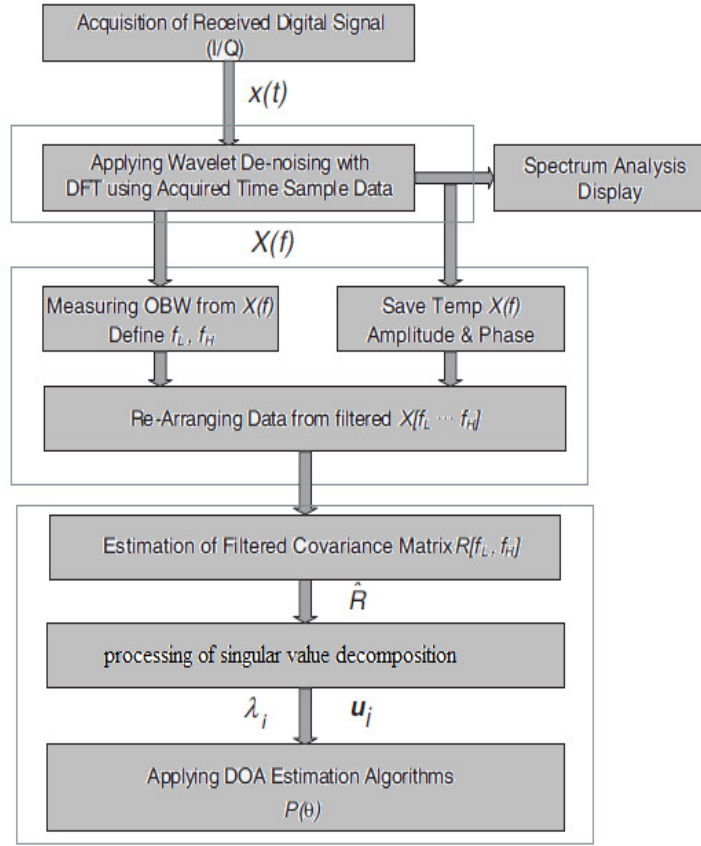 Acquisition of Received Digital Signal
(I/Q)
x(t)
Applying Wavelet De-noising with
DFT using Acquired Time Sample Data
Spectrum Analysis
Display
X(f)
Measuring OBW from X(f)
Define f_L, f_H
Save Temp X(f)
Amplitude & Phase
Re-Arranging Data from filtered X[f_L ⋯ f_H]
Estimation of Filtered Covariance Matrix R[f_L, f_H]
R̂
processing of singular value decomposition
λ̂_i u_i
Applying DOA Estimation Algorithms
P(θ)